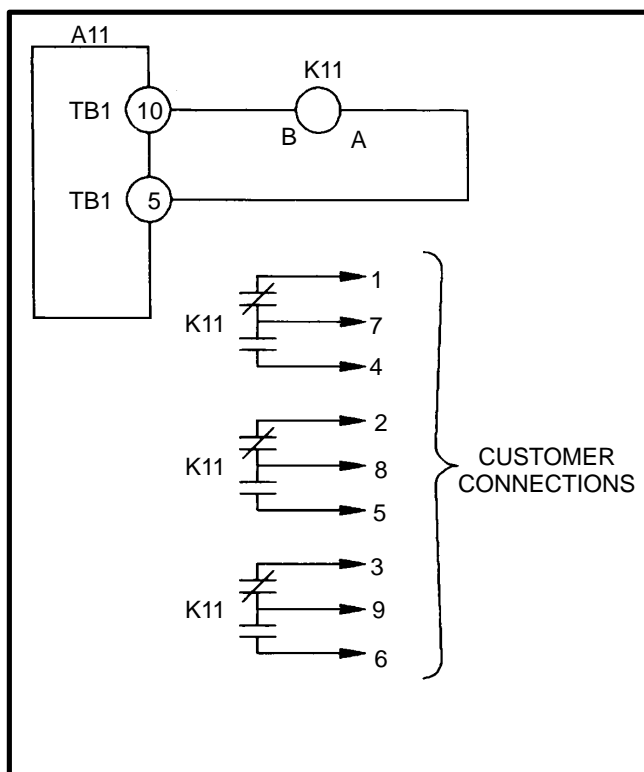 A11
K11
TB1 10
B A
TB1 5
1
K11 7
4
2
K11 8
5
CUSTOMER
CONNECTIONS
3
K11 9
6